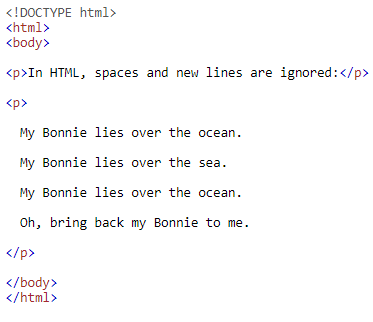 <!DOCTYPE html>
<html>
<body>
<p>In HTML, spaces and new lines are ignored:</p>
<p>
My Bonnie lies over the ocean.
My Bonnie lies over the sea.
My Bonnie lies over the ocean.
Oh, bring back my Bonnie to me.
</p>
</body>
</html>